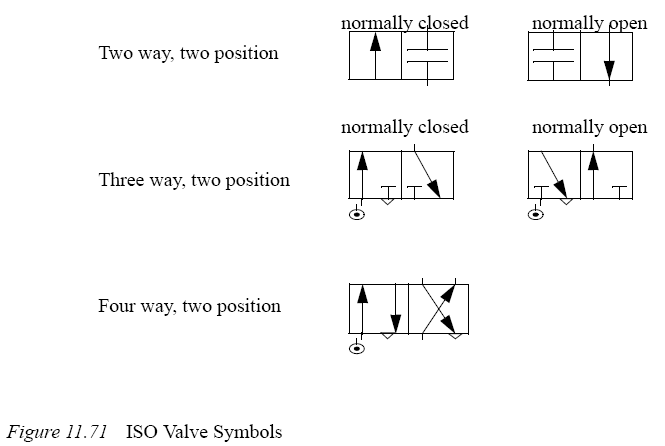 normally closed normally open
Two way, two position
normally closed normally open
Three way, two position
Four way, two position
Figure 11.71 ISO Valve Symbols